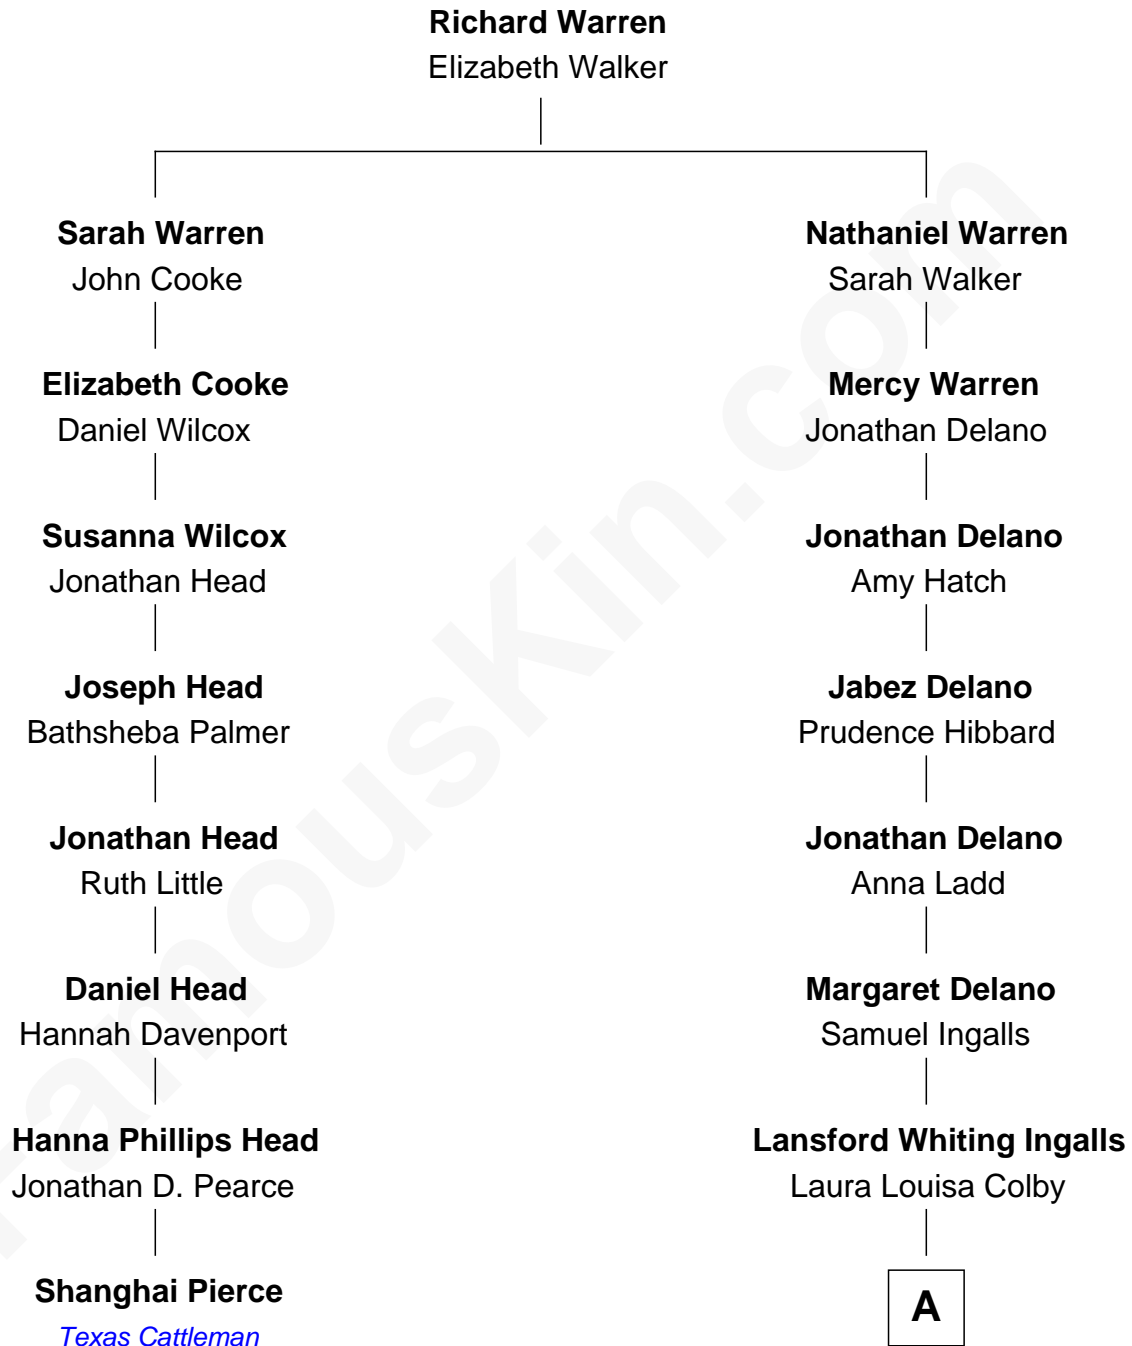 Richard Warren
Elizabeth Walker
Sarah Warren
John Cooke
Nathaniel Warren
Sarah Walker
Elizabeth Cooke
Daniel Wilcox
Mercy Warren
Jonathan Delano
Susanna Wilcox
Jonathan Head
Jonathan Delano
Amy Hatch
Joseph Head
Bathsheba Palmer
Jabez Delano
Prudence Hibbard
Jonathan Head
Ruth Little
Jonathan Delano
Anna Ladd
Daniel Head
Hannah Davenport
Margaret Delano
Samuel Ingalls
Hanna Phillips Head
Jonathan D. Pearce
Lansford Whiting Ingalls
Laura Louisa Colby
Shanghai Pierce
Texas Cattleman
A
FamousKin.com